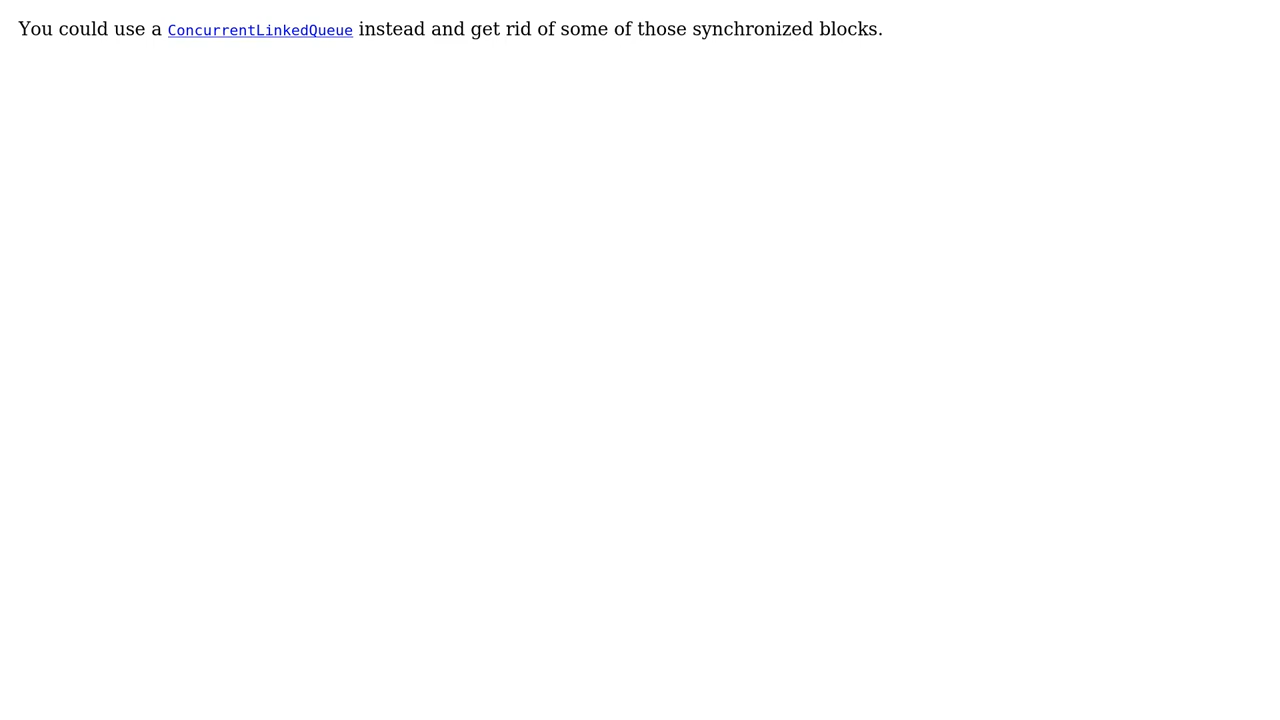 You could use a ConcurrentLinkedQueue instead and get rid of some of those synchronized blocks.